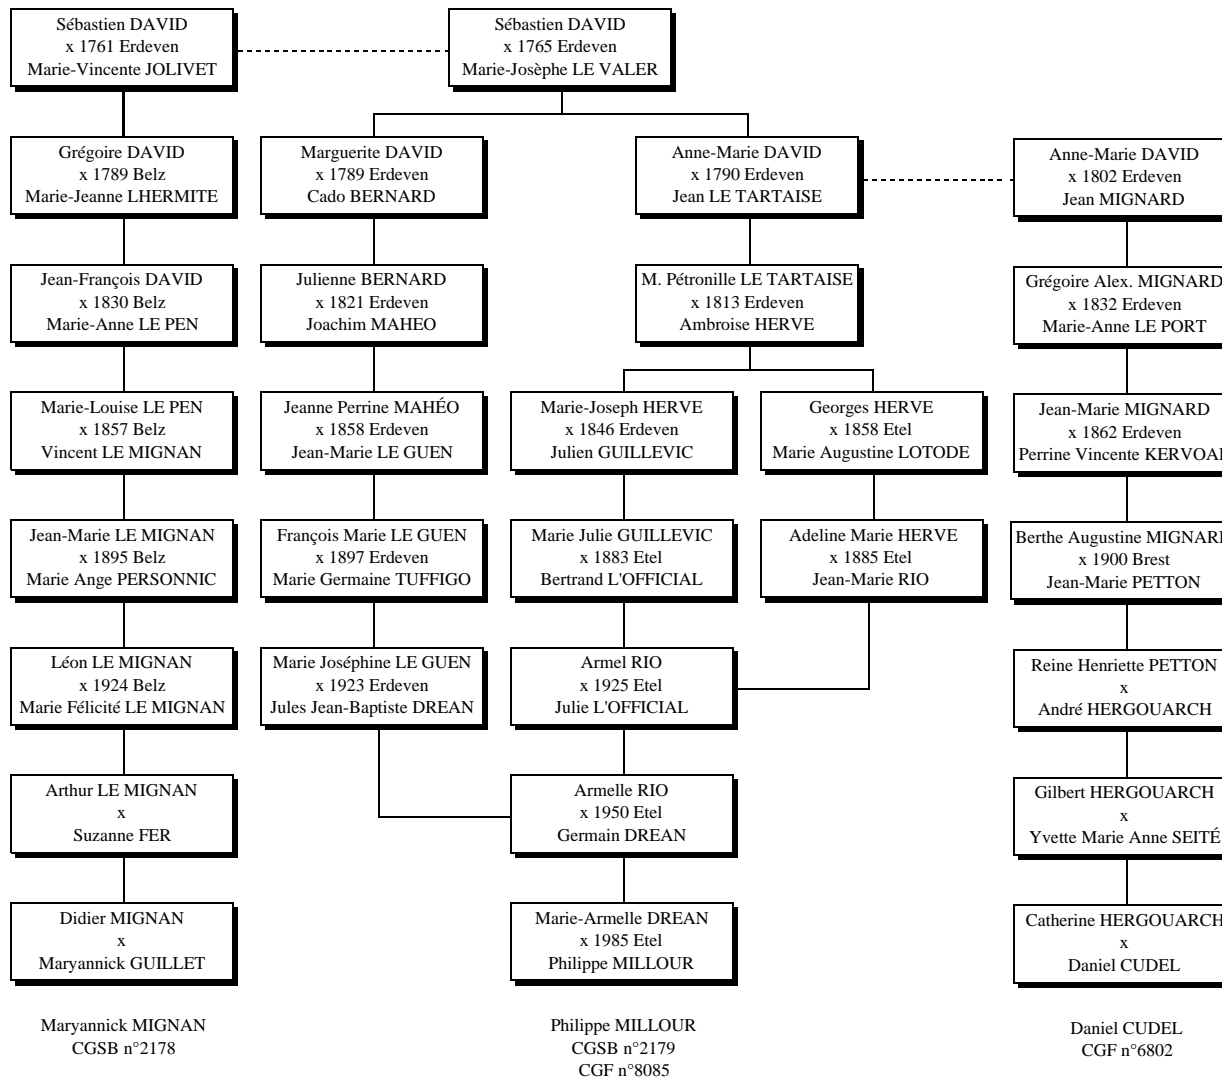 Sébastien DAVID
x 1761 Erdeven
Marie-Vincente JOLIVET
Sébastien DAVID
x 1765 Erdeven
Marie-Josèphe LE VALER
Grégoire DAVID
x 1789 Belz
Marie-Jeanne LHERMITE
Marguerite DAVID
x 1789 Erdeven
Cado BERNARD
Anne-Marie DAVID
x 1790 Erdeven
Jean LE TARTAISE
Anne-Marie DAVID
x 1802 Erdeven
Jean MIGNARD
Jean-François DAVID
x 1830 Belz
Marie-Anne LE PEN
Julienne BERNARD
x 1821 Erdeven
Joachim MAHEO
M. Pétronille LE TARTAISE
x 1813 Erdeven
Ambroise HERVE
Grégoire Alex. MIGNARD
x 1832 Erdeven
Marie-Anne LE PORT
Marie-Louise LE PEN
x 1857 Belz
Vincent LE MIGNAN
Jeanne Perrine MAHÉO
x 1858 Erdeven
Jean-Marie LE GUEN
Marie-Joseph HERVE
x 1846 Erdeven
Julien GUILLEVIC
Georges HERVE
x 1858 Etel
Marie Augustine LOTODE
Jean-Marie MIGNARD
x 1862 Erdeven
Perrine Vincente
Jean-Marie LE MIGNAN
x 1895 Belz
Marie Ange PERSONNIC
François Marie LE GUEN
x 1897 Erdeven
Marie Germaine TUFFIGO
Marie Julie GUILLEVIC
x 1883 Etel
Bertrand L'OFFICIAL
Adeline Marie HERVE
x 1885 Etel
Jean-Marie RIO
Berthe Augustine MIGNARD
x 1900 Brest
Jean-Marie PETTON
Léon LE MIGNAN
x 1924 Belz
Marie Félicité LE MIGNAN
Marie Joséphine LE GUEN
x 1923 Erdeven
Jules Jean-Baptiste DREAN
Armel RIO
x 1925 Etel
Julie L'OFFICIAL
Reine Henriette PETTON
x
André HERGOUARCH
Arthur LE MIGNAN
x
Suzanne FER
Armelle RIO
x 1950 Etel
Germain DREAN
Gilbert HERGOUARCH
x
Yvette Marie Anne SEITÉ
Didier MIGNAN
x
Maryannick GUILLET
Marie-Armelle DREAN
x 1985 Etel
Philippe MILLOUR
Catherine HERGOUARCH
x
Daniel CUDEL
Maryannick MIGNAN
CGSB n°2178
Philippe MILLOUR
CGSB n°2179
CGF n°8085
Daniel CUDEL
CGF n°6802